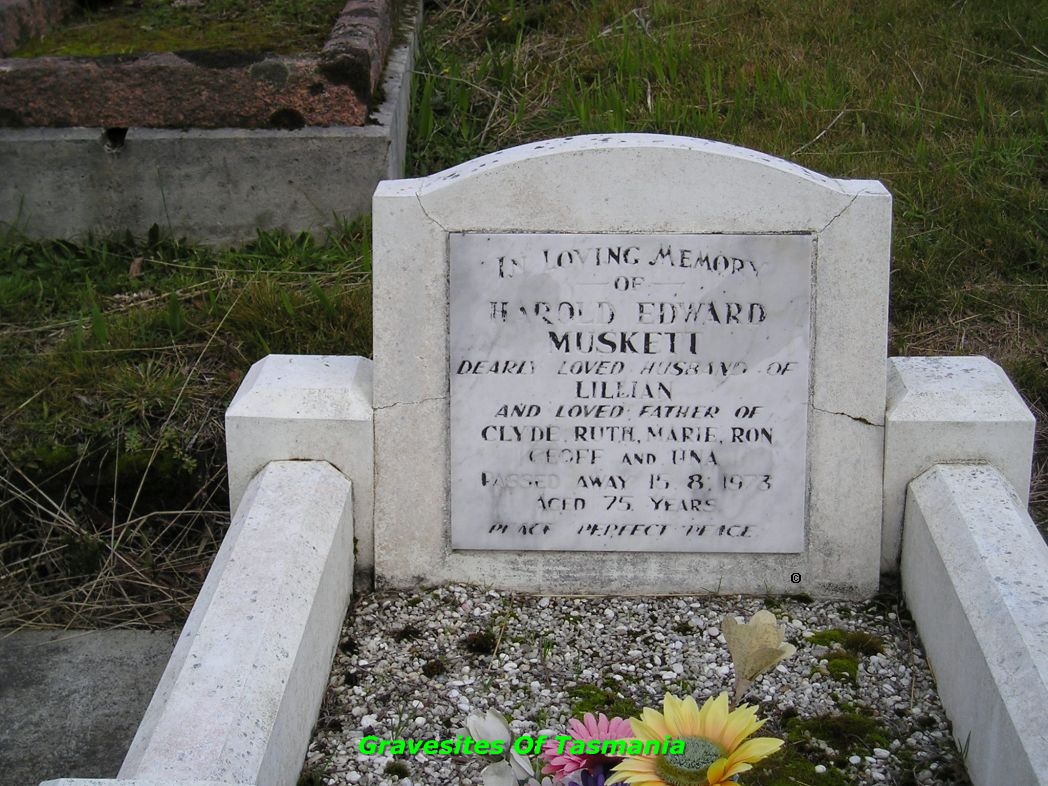 IN LOVING MEMORY
OF
HAROLD EDWARD
MUSKETT
DEARLY LOVED HUSBAND OF
LILLIAN
AND LOVED FATHER OF
CLYDE, RUTH, MARIE, RON
GEOFF AND UNA
PASSED AWAY 15. 8. 1973
AGED 75 YEARS
PEACE PERFECT PEACE
©
Gravesites Of Tasmania